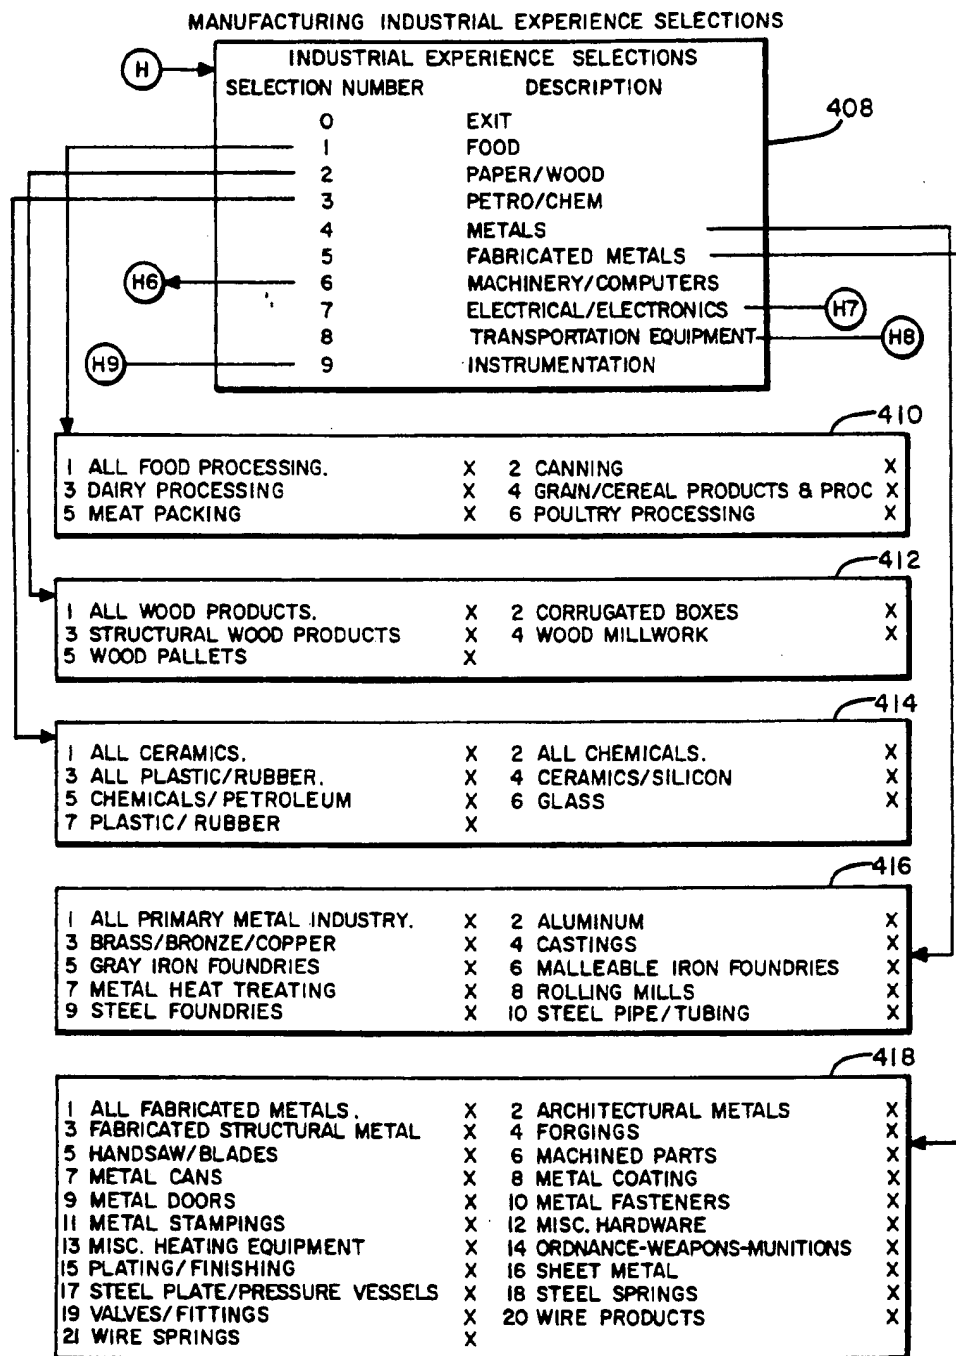 MANUFACTURING INDUSTRIAL EXPERIENCE SELECTIONS
INDUSTRIAL EXPERIENCE SELECTIONS
H
SELECTION NUMBER DESCRIPTION
408
0 EXIT
1 FOOD
2 PAPER/WOOD
3 PETRO/CHEM
4 METALS
5 FABRICATED METALS
H6 6 MACHINERY/COMPUTERS
7 ELECTRICAL/ELECTRONICS H7
8 TRANSPORTATION EQUIPMENT H8
H9 9 INSTRUMENTATION
410
1 ALL FOOD PROCESSING. X 2 CANNING X
3 DAIRY PROCESSING X 4 GRAIN/CEREAL PRODUCTS & PROC X
5 MEAT PACKING X 6 POULTRY PROCESSING X
412
1 ALL WOOD PRODUCTS. X 2 CORRUGATED BOXES X
3 STRUCTURAL WOOD PRODUCTS X 4 WOOD MILLWORK X
5 WOOD PALLETS X
414
1 ALL CERAMICS. X 2 ALL CHEMICALS. X
3 ALL PLASTIC/RUBBER. X 4 CERAMICS/SILICON X
5 CHEMICALS/PETROLEUM X 6 GLASS X
7 PLASTIC/RUBBER X
416
1 ALL PRIMARY METAL INDUSTRY. X 2 ALUMINUM X
3 BRASS/BRONZE/COPPER X 4 CASTINGS X
5 GRAY IRON FOUNDRIES X 6 MALLEABLE IRON FOUNDRIES X
7 METAL HEAT TREATING X 8 ROLLING MILLS X
9 STEEL FOUNDRIES X 10 STEEL PIPE/TUBING X
418
1 ALL FABRICATED METALS. X 2 ARCHITECTURAL METALS X
3 FABRICATED STRUCTURAL METAL X 4 FORGINGS X
5 HANDSAW/BLADES X 6 MACHINED PARTS X
7 METAL CANS X 8 METAL COATING X
9 METAL DOORS X 10 METAL FASTENERS X
11 METAL STAMPINGS X 12 MISC. HARDWARE X
13 MISC. HEATING EQUIPMENT X 14 ORDNANCE-WEAPONS-MUNITIONS X
15 PLATING/FINISHING X 16 SHEET METAL X
17 STEEL PLATE/PRESSURE VESSELS X 18 STEEL SPRINGS X
19 VALVES/FITTINGS X 20 WIRE PRODUCTS X
21 WIRE SPRINGS X